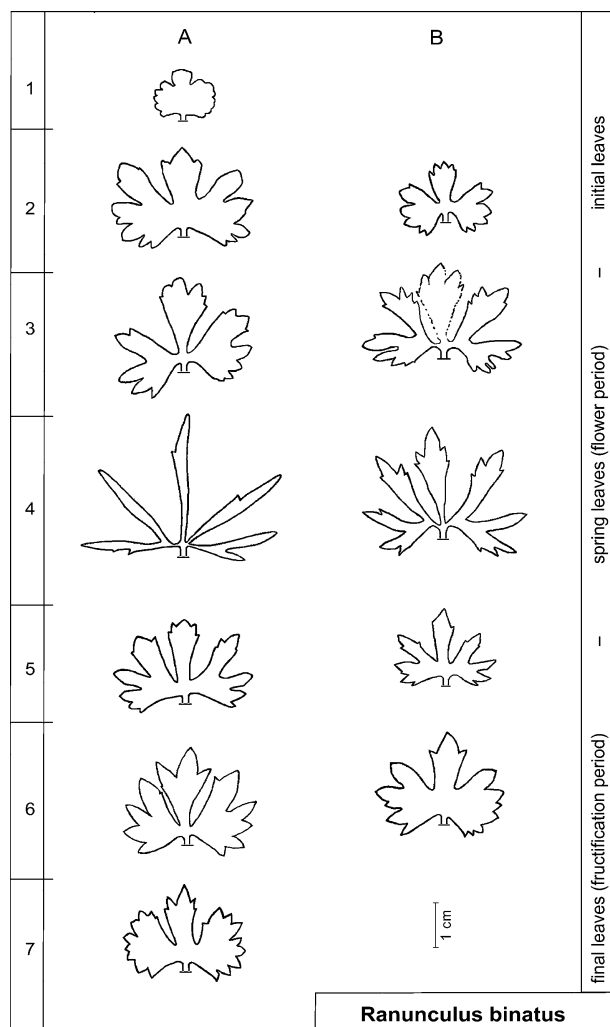 A B
1
2
3
4
5
6
7
initial leaves – spring leaves (flower period) – final leaves (fructification period)
1 cm
Ranunculus binatus